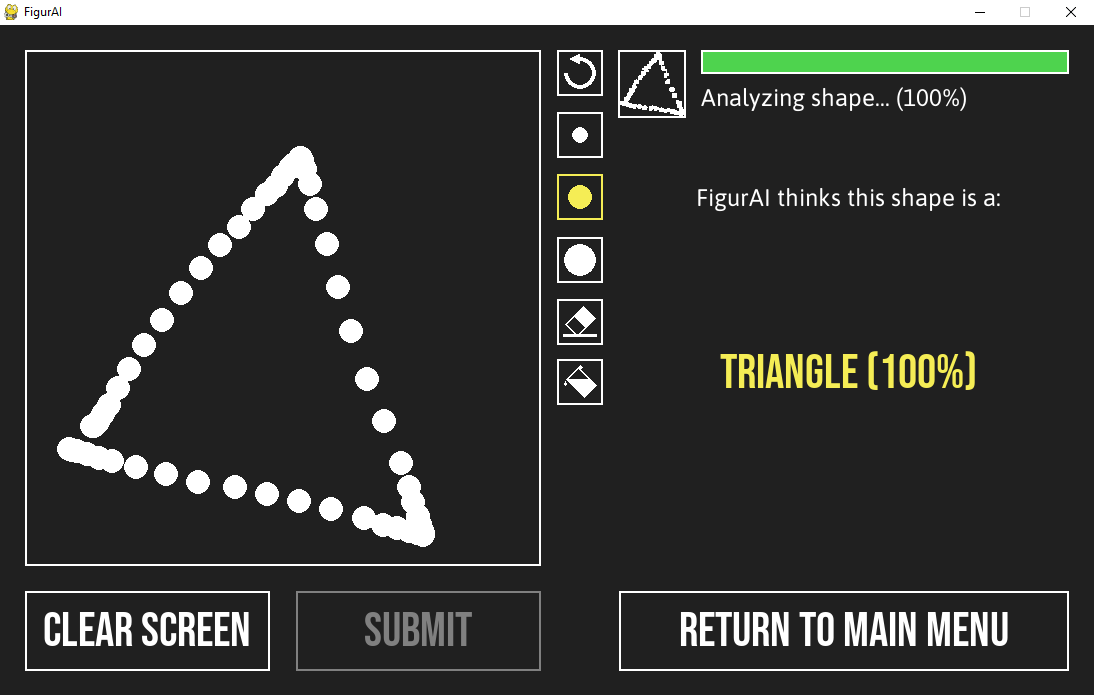 FigurAI
Analyzing shape... (100%)
FigurAI thinks this shape is a:
TRIANGLE (100%)
CLEAR SCREEN
SUBMIT
RETURN TO MAIN MENU